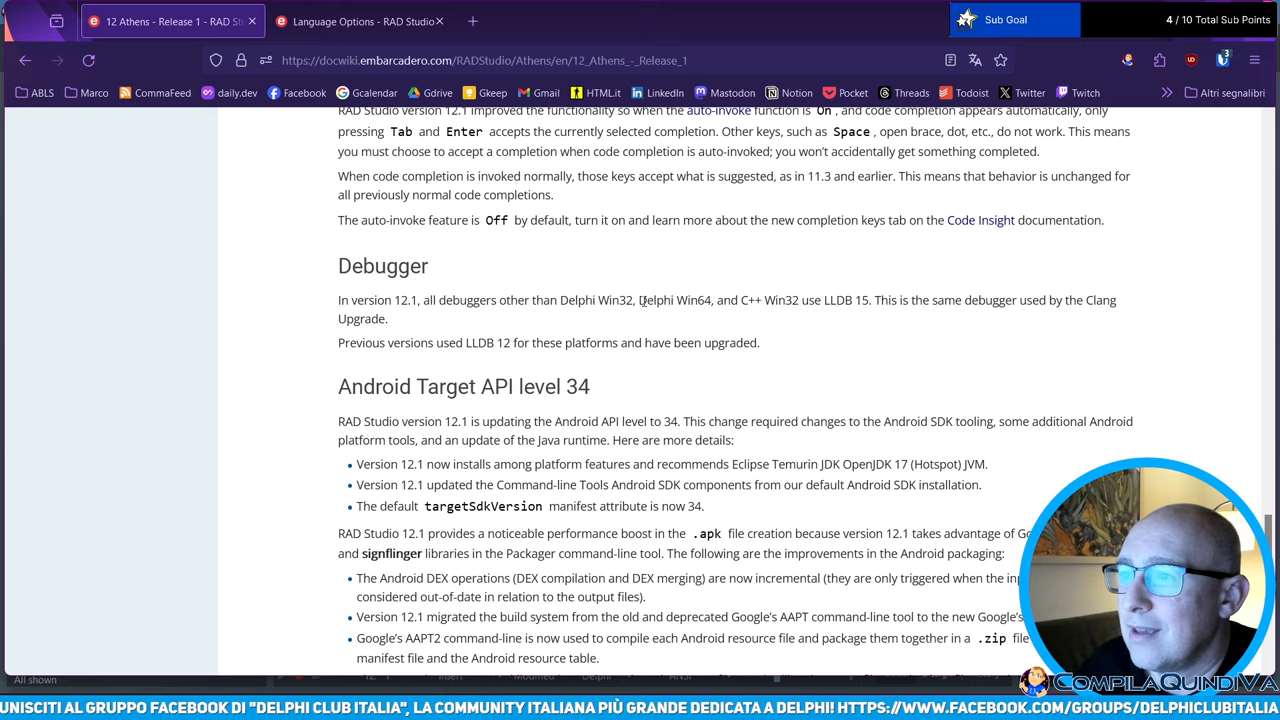 12 Athens - Release 1 - RAD St
Language Options - RAD Studio
Sub Goal
4 / 10 Total Sub Points
https://docwiki.embarcadero.com/RADStudio/Athens/en/12_Athens_-_Release_1
3
ABLS Marco CommaFeed daily.dev Facebook Gcalendar Gdrive Gkeep Gmail HTML.it LinkedIn Mastodon Notion Pocket Threads Todoist Twitter Twitch Altri segnalibri
RAD Studio version 12.1 improved the functionality so when the auto-invoke function is On , and code completion appears automatically, only
pressing Tab and Enter accepts the currently selected completion. Other keys, such as Space , open brace, dot, etc., do not work. This means
you must choose to accept a completion when code completion is auto-invoked; you won't accidentally get something completed.
When code completion is invoked normally, those keys accept what is suggested, as in 11.3 and earlier. This means that behavior is unchanged for
all previously normal code completions.
The auto-invoke feature is Off by default, turn it on and learn more about the new completion keys tab on the Code Insight documentation.
Debugger
In version 12.1, all debuggers other than Delphi Win32, Delphi Win64, and C++ Win32 use LLDB 15. This is the same debugger used by the Clang
Upgrade.
Previous versions used LLDB 12 for these platforms and have been upgraded.
Android Target API level 34
RAD Studio version 12.1 is updating the Android API level to 34. This change required changes to the Android SDK tooling, some additional Android
platform tools, and an update of the Java runtime. Here are more details:
Version 12.1 now installs among platform features and recommends Eclipse Temurin JDK OpenJDK 17 (Hotspot) JVM.
Version 12.1 updated the Command-line Tools Android SDK components from our default Android SDK installation.
The default targetSdkVersion manifest attribute is now 34.
RAD Studio 12.1 provides a noticeable performance boost in the .apk file creation because version 12.1 takes advantage of Go
and signflinger libraries in the Packager command-line tool. The following are the improvements in the Android packaging:
The Android DEX operations (DEX compilation and DEX merging) are now incremental (they are only triggered when the inp
considered out-of-date in relation to the output files).
Version 12.1 migrated the build system from the old and deprecated Google's AAPT command-line tool to the new Google's
Google's AAPT2 command-line is now used to compile each Android resource file and package them together in a .zip file
manifest file and the Android resource table.
All shown
COMPILAQUINDIVA
UNISCITI AL GRUPPO FACEBOOK DI "DELPHI CLUB ITALIA", LA COMMUNITY ITALIANA PIÙ GRANDE DEDICATA A DELPHI! HTTPS://WWW.FACEBOOK.COM/GROUPS/DELPHICLUBITALIA